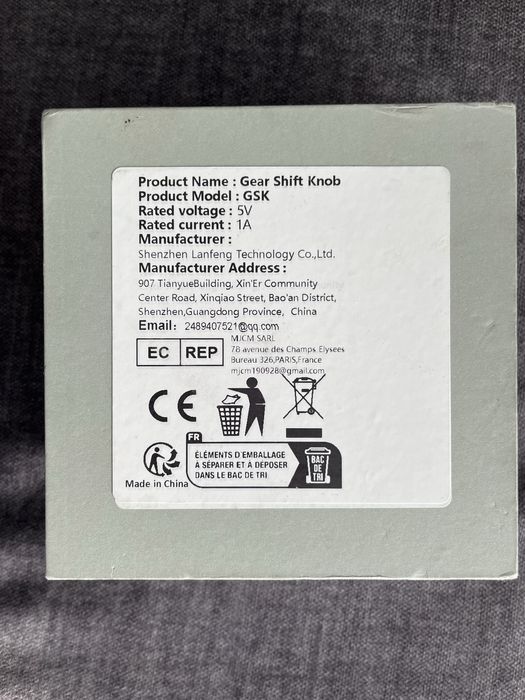 Product Name : Gear Shift Knob
Product Model : GSK
Rated voltage : 5V
Rated current : 1A
Manufacturer :
Shenzhen Lanfeng Technology Co.,Ltd.
Manufacturer Address :
907 TianyueBuilding, Xin'Er Community
Center Road, Xinqiao Street, Bao'an District,
Shenzhen,Guangdong Province, China
Email: 2489407521@qq.com
EC REP
MJCM SARL
78 avenue des Champs Elysees
Bureau 326,PARIS,France
mjcm190928@gmail.com
CE
FR
ÉLÉMENTS D'EMBALLAGE
À SÉPARER ET À DÉPOSER
DANS LE BAC DE TRI
BAC
DE
TRI
Made in China